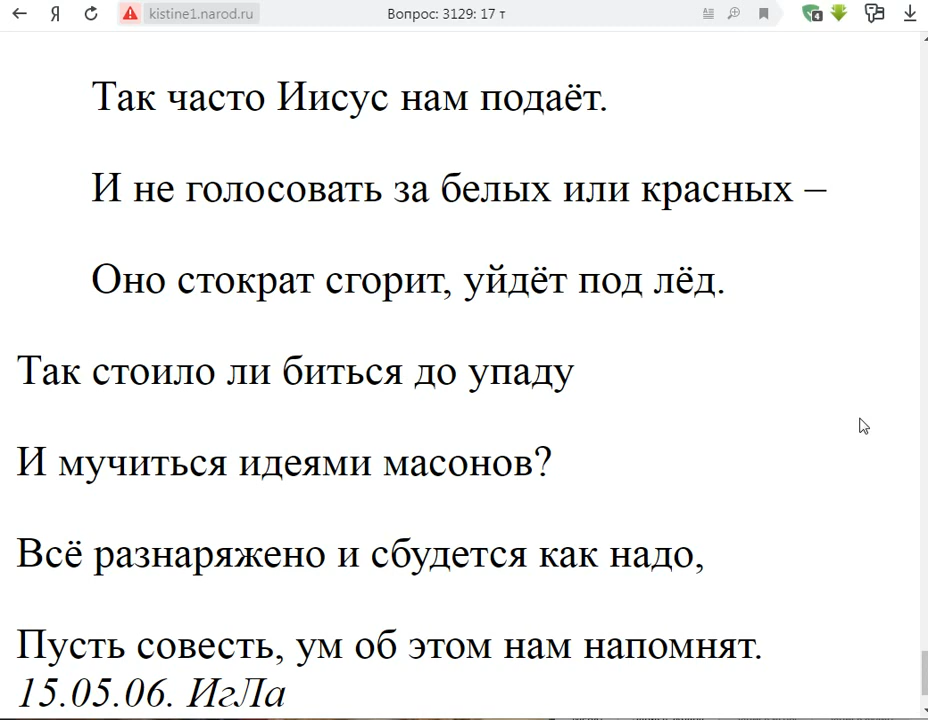 Я kistine1.narod.ru Вопрос: 3129: 17 т 4
Так часто Иисус нам подаёт.
И не голосовать за белых или красных –
Оно стократ сгорит, уйдёт под лёд.
Так стоило ли биться до упаду
И мучиться идеями масонов?
Всё разнаряжено и сбудется как надо,
Пусть совесть, ум об этом нам напомнят.
15.05.06. ИгЛа